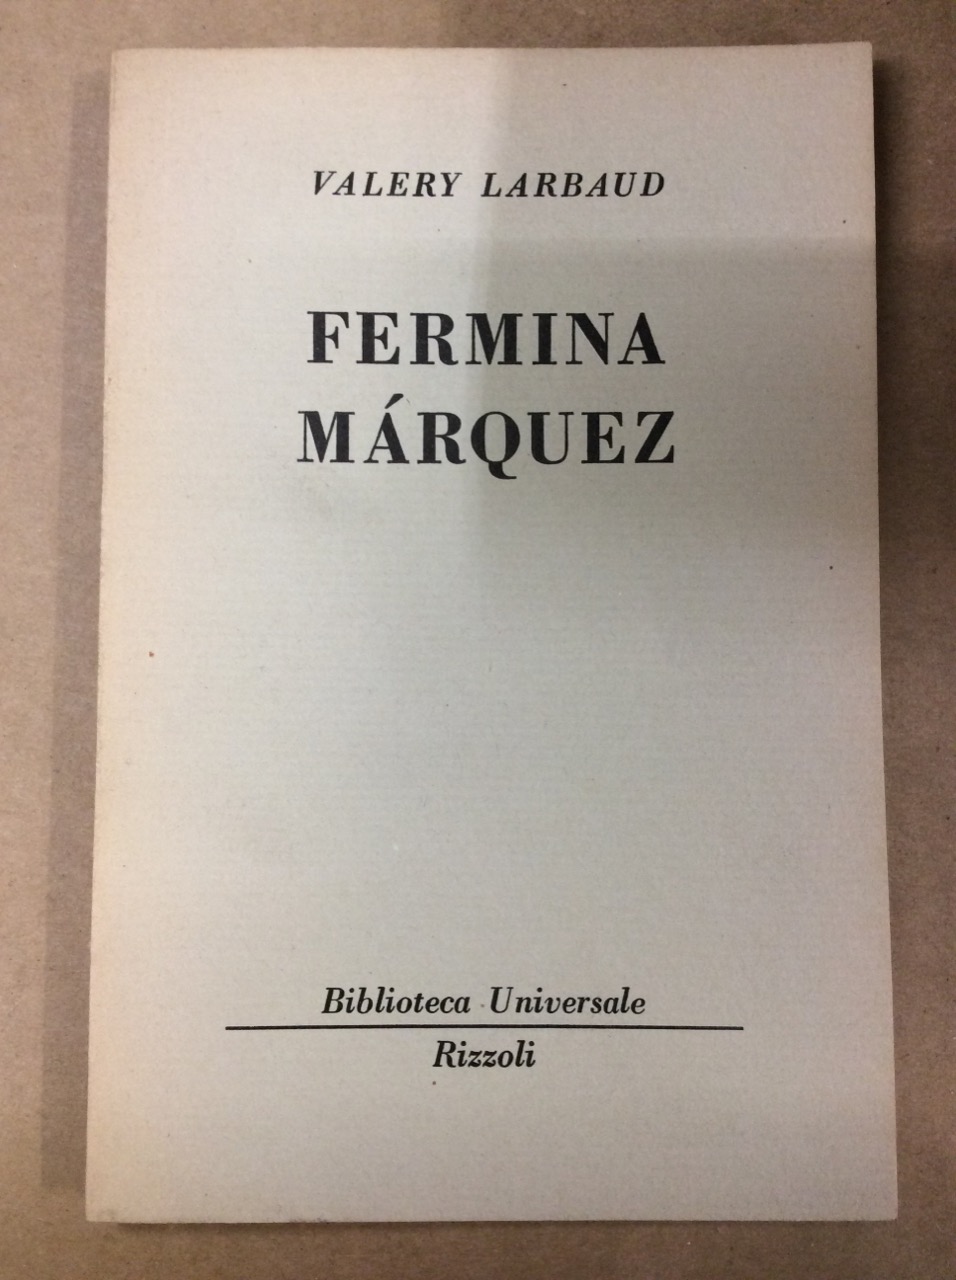 VALERY LARBAUD
FERMINA
MÁRQUEZ
Biblioteca Universale
Rizzoli